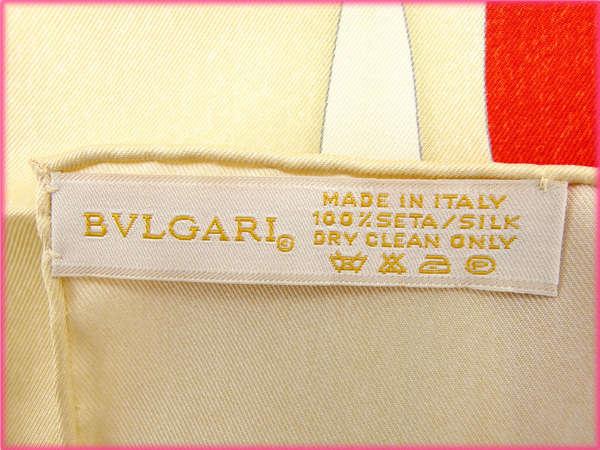 BVLGARI®
MADE IN ITALY
100%SETA/SILK
DRY CLEAN ONLY